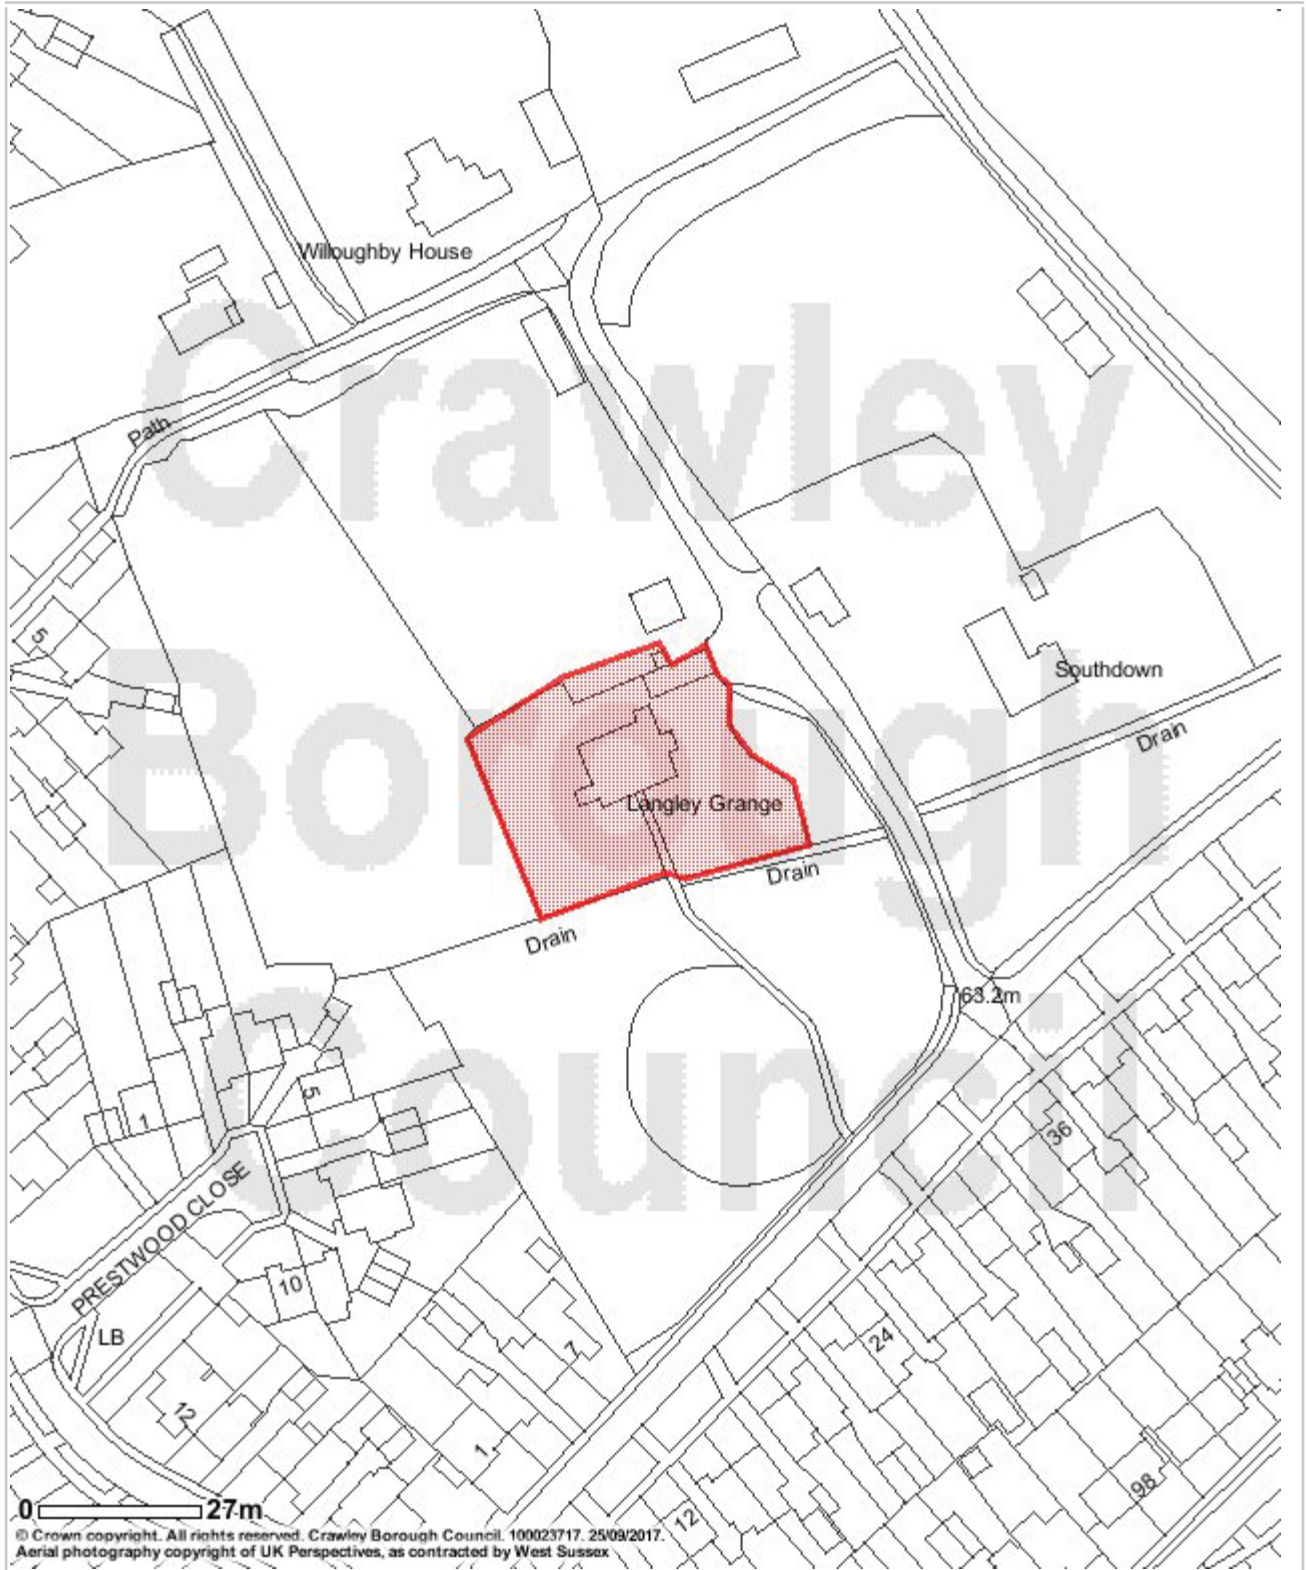 Willoughby House
Path
Crawley
5
Southdown
Borough
Drain
Langley Grange
Drain
Drain
63.2m
Council
5
1
36
PRESTWOOD CLOSE
10
LB
7
24
12
1
98
12
0 27m
© Crown copyright. All rights reserved. Crawley Borough Council. 100023717. 25/09/2017.
Aerial photography copyright of UK Perspectives, as contracted by West Sussex